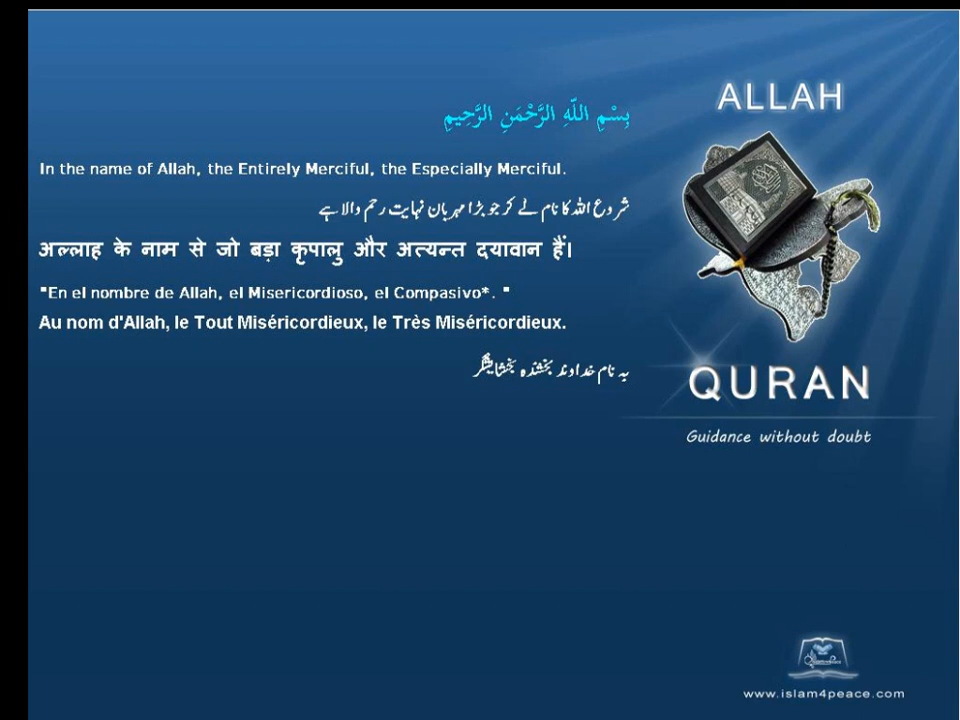 بِسْمِ اللّهِ الرَّحْمَنِ الرَّحِيمِ
In the name of Allah, the Entirely Merciful, the Especially Merciful.
شروع اللہ کا نام لے کر جو بڑا مہربان نہایت رحم والا ہے
अल्लाह के नाम से जो बड़ा कृपालु और अत्यन्त दयावान हैं।
"En el nombre de Allah, el Misericordioso, el Compasivo*. "
Au nom d'Allah, le Tout Miséricordieux, le Très Miséricordieux.
به نام خداوند بخشنده بخشایشگر
ALLAH
QURAN
Guidance without doubt
www.islam4peace.com